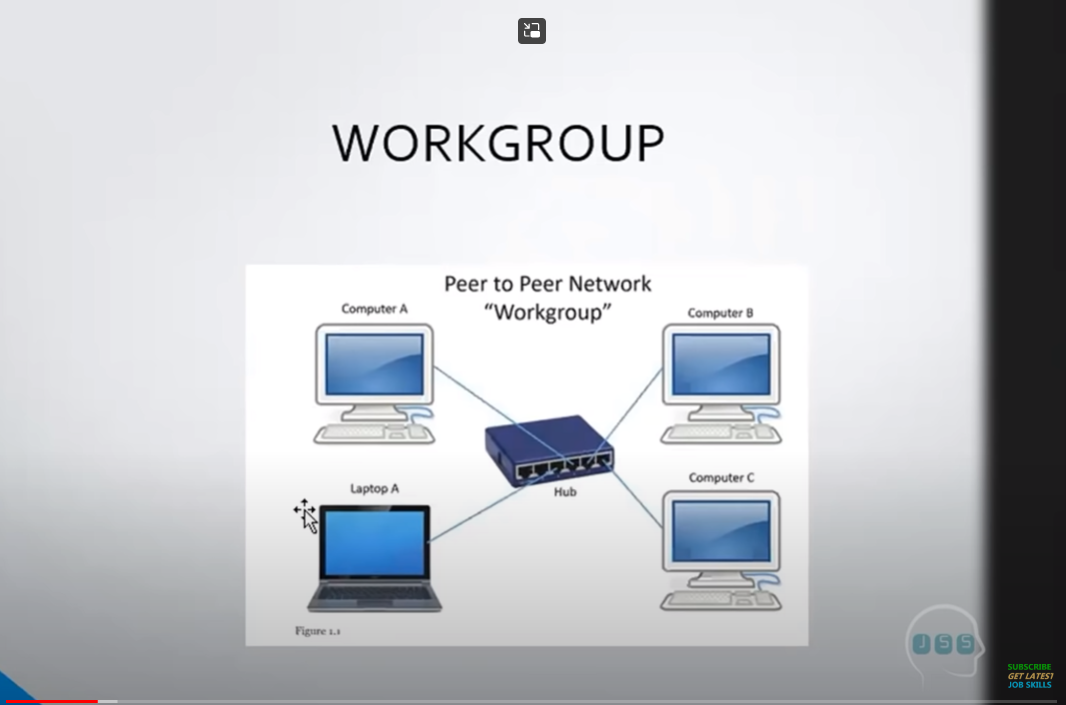 WORKGROUP
Peer to Peer Network
“Workgroup”
Computer A
Computer B
Hub
Laptop A
Computer C
Figure 1.1
JSS
SUBSCRIBE
GET LATEST
JOB SKILLS